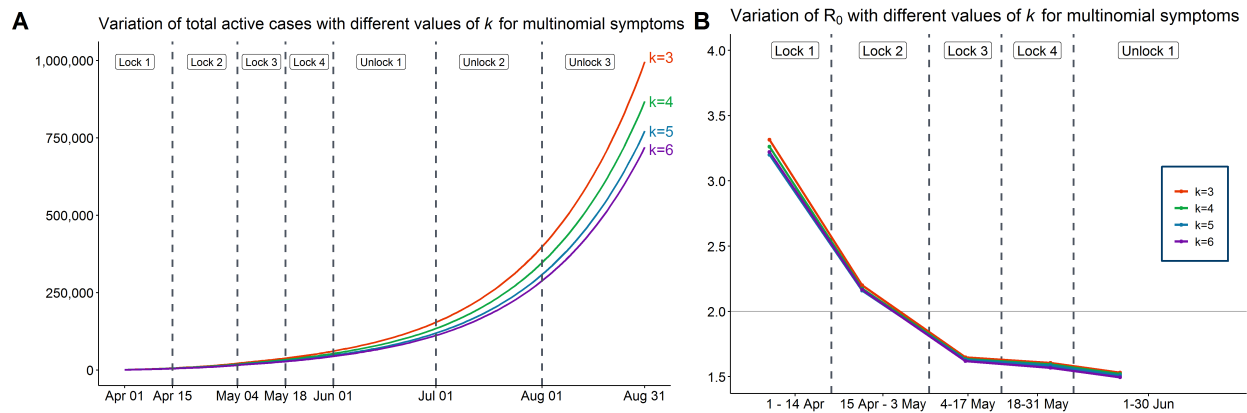 A
Variation of total active cases with different values of k for multinomial symptoms
Lock 1
Lock 2
Lock 3
Lock 4
Unlock 1
Unlock 2
Unlock 3
1,000,000
750,000
500,000
250,000
0
k=3
k=4
k=5
k=6
Apr 01
Apr 15
May 04
May 18
Jun 01
Jul 01
Aug 01
Aug 31
B
Variation of R₀ with different values of k for multinomial symptoms
Lock 1
Lock 2
Lock 3
Lock 4
Unlock 1
4.0
3.5
3.0
2.5
2.0
1.5
k=3
k=4
k=5
k=6
1 - 14 Apr
15 Apr - 3 May
4-17 May
18-31 May
1-30 Jun